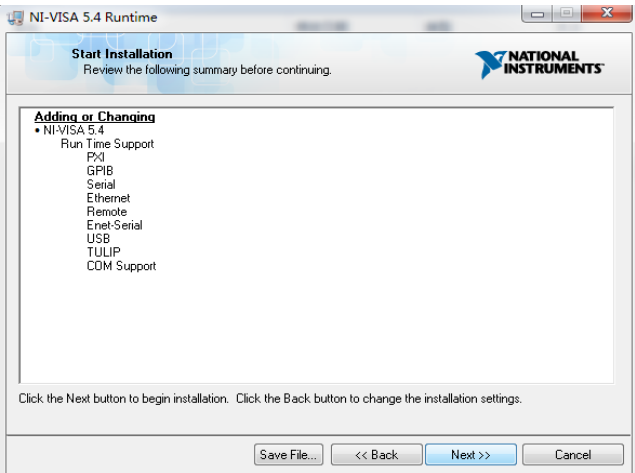 NI-VISA 5.4 Runtime
Start Installation
Review the following summary before continuing.
NATIONAL
INSTRUMENTS
Adding or Changing
• NI-VISA 5.4
Run Time Support
PXI
GPIB
Serial
Ethernet
Remote
Enet-Serial
USB
TULIP
COM Support
Click the Next button to begin installation. Click the Back button to change the installation settings.
Save File...
<< Back
Next >>
Cancel